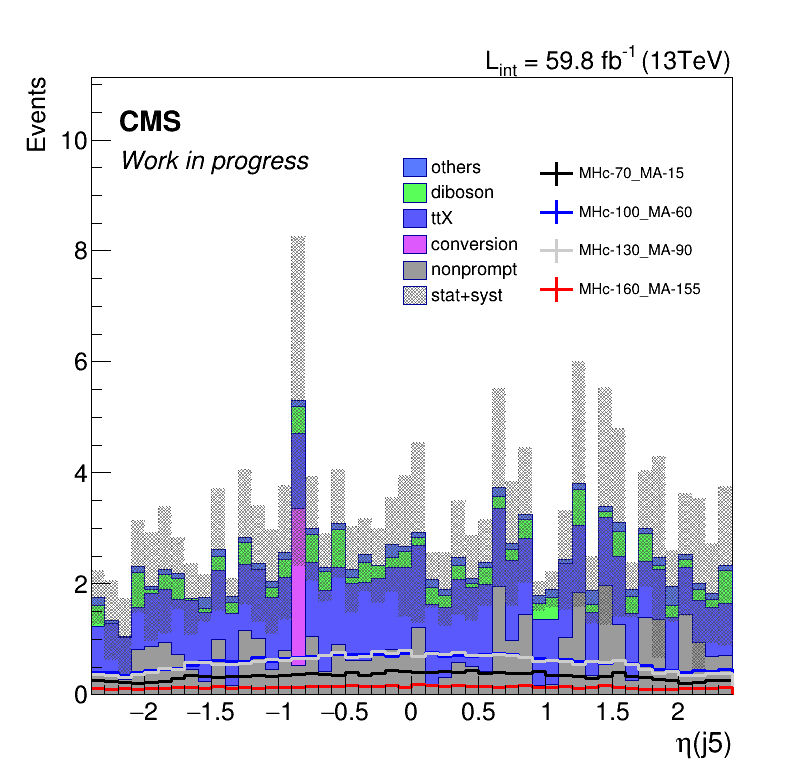 L_int = 59.8 fb^-1 (13TeV)
Events
CMS
Work in progress
others
diboson
ttX
conversion
nonprompt
stat+syst
MHc-70_MA-15
MHc-100_MA-60
MHc-130_MA-90
MHc-160_MA-155
10
8
6
4
2
0
−2 −1.5 −1 −0.5 0 0.5 1 1.5 2
η(j5)